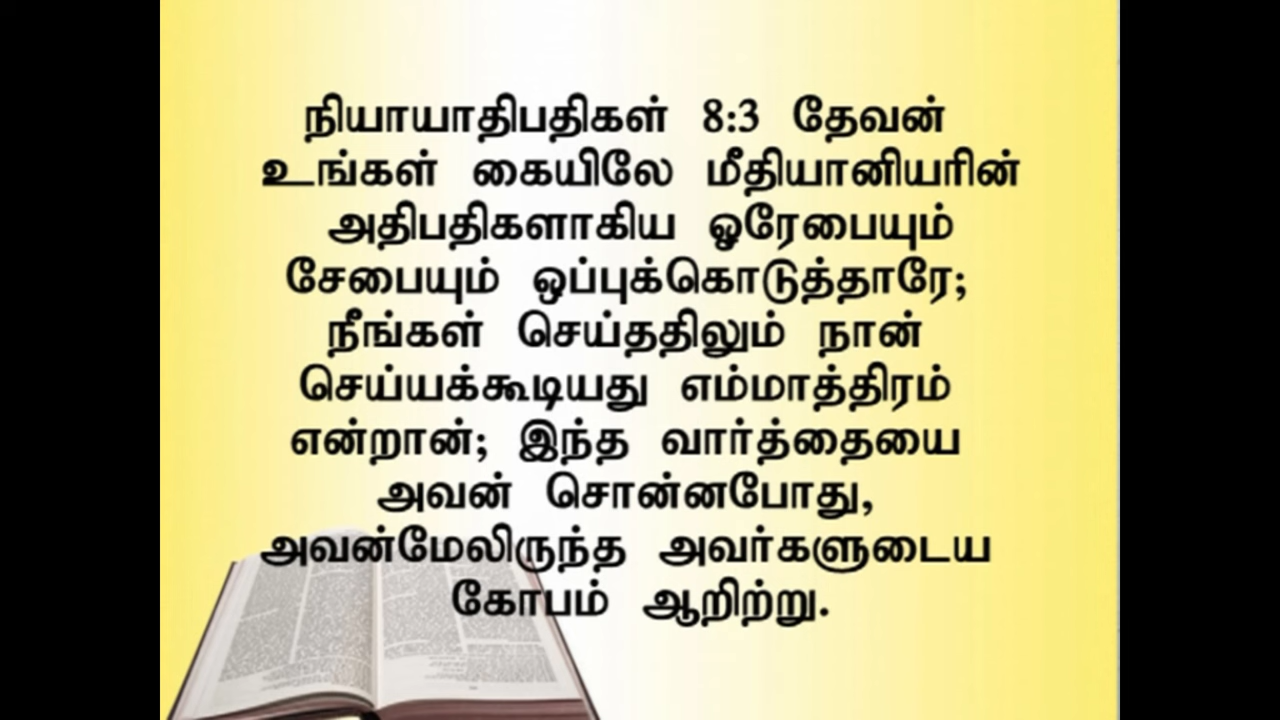 நியாயாதிபதிகள் 8:3 தேவன்
உங்கள் கையிலே மீதியானியரின்
அதிபதிகளாகிய ஓரேபையும்
சேபையும் ஒப்புக்கொடுத்தாரே;
நீங்கள் செய்ததிலும் நான்
செய்யக்கூடியது எம்மாத்திரம்
என்றான்; இந்த வார்த்தையை
அவன் சொன்னபோது,
அவன்மேலிருந்த அவர்களுடைய
கோபம் ஆறிற்று.